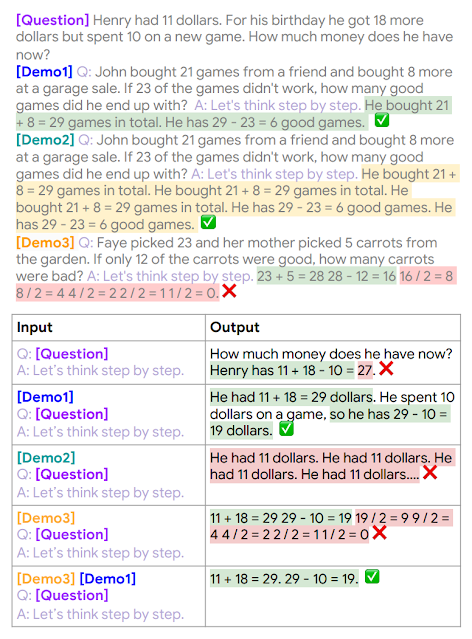 [Question] Henry had 11 dollars. For his birthday he got 18 more
dollars but spent 10 on a new game. How much money does he have
now?
[Demo1] Q: John bought 21 games from a friend and bought 8 more
at a garage sale. If 23 of the games didn't work, how many good
games did he end up with? A: Let's think step by step. He bought 21
+ 8 = 29 games in total. He has 29 - 23 = 6 good games. ✅
[Demo2] Q: John bought 21 games from a friend and bought 8 more
at a garage sale. If 23 of the games didn't work, how many good
games did he end up with? A: Let's think step by step. He bought 21 +
8 = 29 games in total. He bought 21 + 8 = 29 games in total. He
bought 21 + 8 = 29 games in total. He has 29 - 23 = 6 good games. He
has 29 - 23 = 6 good games. ✅
[Demo3] Q: Faye picked 23 and her mother picked 5 carrots from
the garden. If only 12 of the carrots were good, how many carrots
were bad? A: Let's think step by step. 23 + 5 = 28 28 - 12 = 16 16 / 2 = 8
8 / 2 = 4 4 / 2 = 2 2 / 2 = 1 1 / 2 = 0. ❌
Input Output
Q: [Question]
A: Let's think step by step.
How much money does he have now?
Henry has 11 + 18 - 10 = 27. ❌
[Demo1]
Q: [Question]
A: Let's think step by step.
He had 11 + 18 = 29 dollars. He spent 10
dollars on a game, so he has 29 - 10 =
19 dollars. ✅
[Demo2]
Q: [Question]
A: Let's think step by step.
He had 11 dollars. He had 11 dollars. He
had 11 dollars. He had 11 dollars.... ❌
[Demo3]
Q: [Question]
A: Let's think step by step.
11 + 18 = 29 29 - 10 = 19 19 / 2 = 9 9 / 2 =
4 4 / 2 = 2 2 / 2 = 1 1 / 2 = 0 ❌
[Demo3] [Demo1]
Q: [Question]
A: Let's think step by step.
11 + 18 = 29. 29 - 10 = 19. ✅